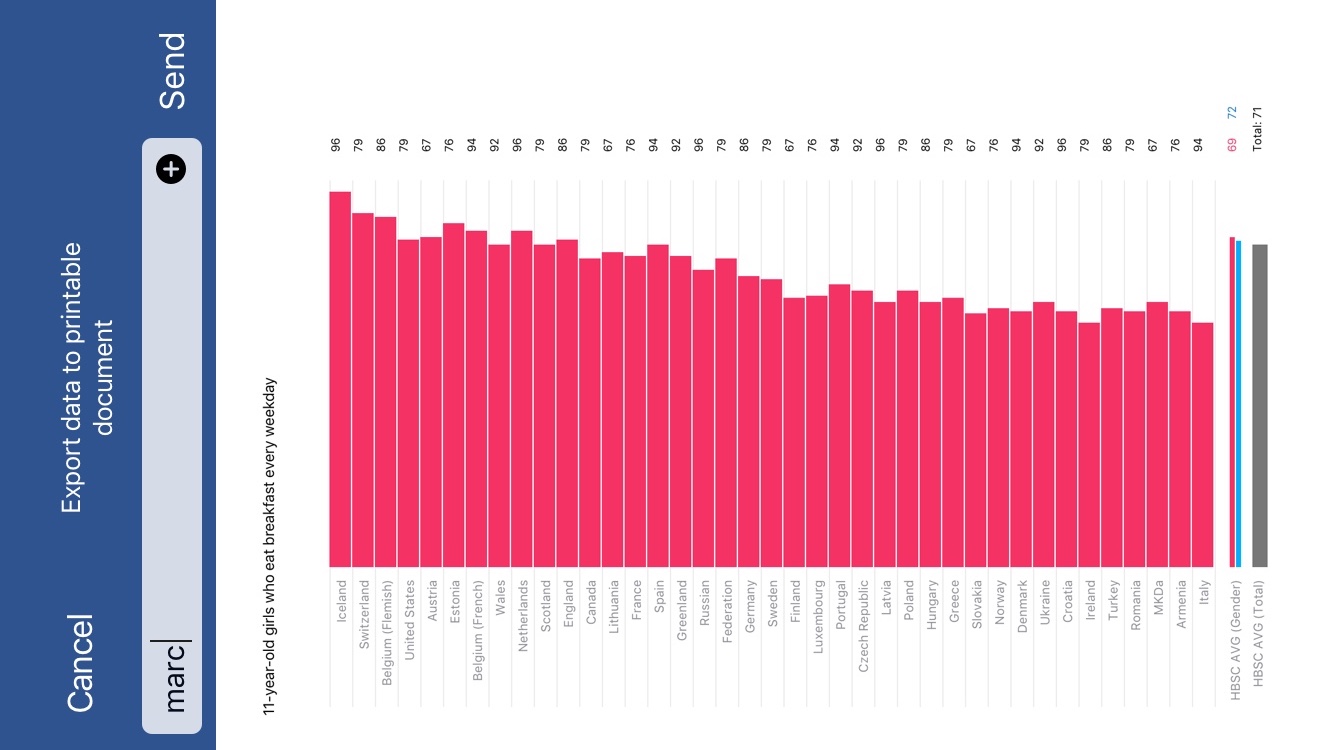 Cancel
Export data to printable
document
Send
marc
11-year-old girls who eat breakfast every weekday
Iceland 96
Switzerland 79
Belgium (Flemish) 86
United States 79
Austria 67
Estonia 76
Belgium (French) 94
Wales 92
Netherlands 96
Scotland 79
England 86
Canada 79
Lithuania 67
France 76
Spain 94
Greenland 92
Russian 96
Federation 79
Germany 86
Sweden 79
Finland 67
Luxembourg 76
Portugal 94
Czech Republic 92
Latvia 96
Poland 79
Hungary 86
Greece 79
Slovakia 67
Norway 76
Denmark 94
Ukraine 92
Croatia 96
Ireland 79
Turkey 86
Romania 79
MKDa 67
Armenia 76
Italy 94
HBSC AVG (Gender) 69 72
HBSC AVG (Total) Total: 71